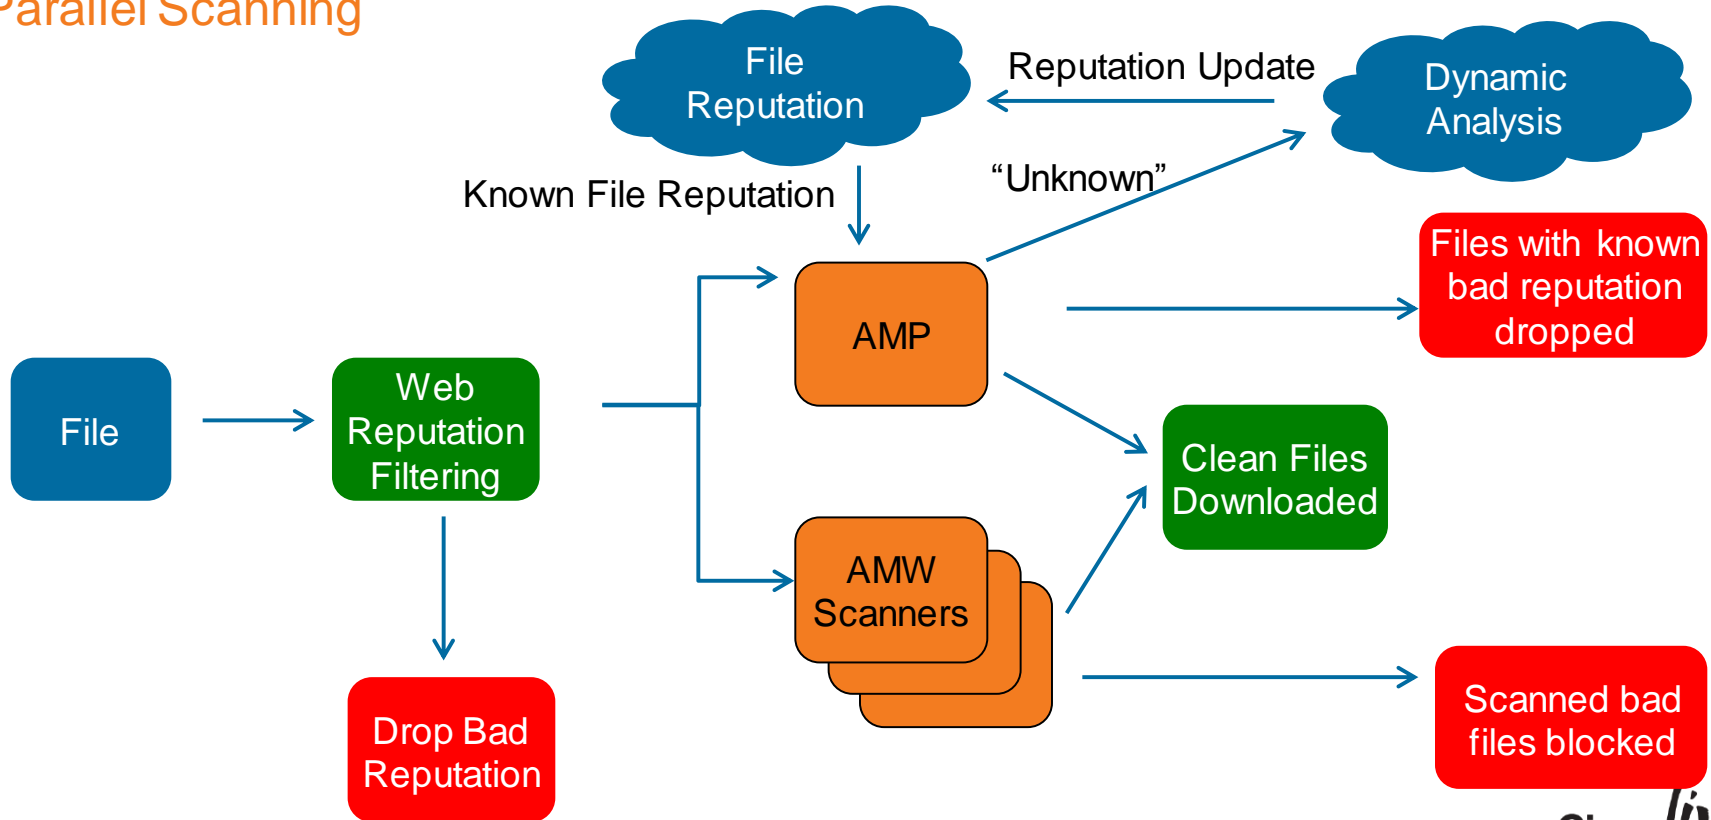 Parallel Scanning
File
Reputation
Reputation Update
Dynamic
Analysis
Known File Reputation
“Unknown”
Files with known
bad reputation
dropped
AMP
File
Web
Reputation
Filtering
Clean Files
Downloaded
AMW
Scanners
Drop Bad
Reputation
Scanned bad
files blocked